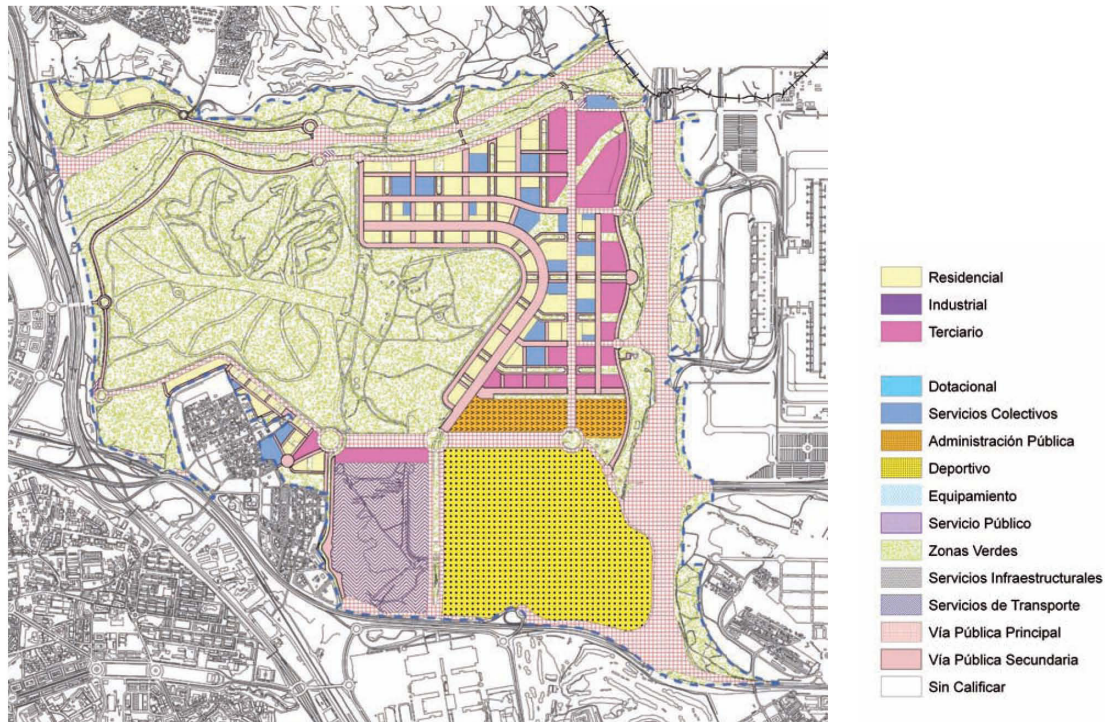 Residencial
Industrial
Terciario
Dotacional
Servicios Colectivos
Administración Pública
Deportivo
Equipamiento
Servicio Público
Zonas Verdes
Servicios Infraestructurales
Servicios de Transporte
Vía Pública Principal
Vía Pública Secundaria
Sin Calificar